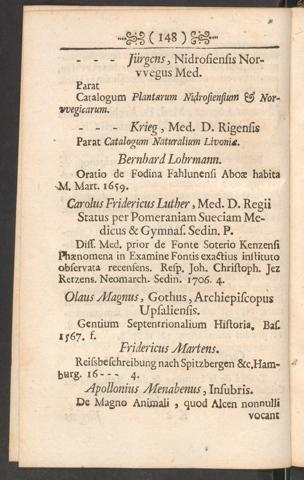 ( 148 )
- - - Jürgens, Nidrosiensis Nor-
vvegus Med.
Parat
Catalogum Plantarum Nidrosiensium & Nor-
vvegicarum.
- - - Krieg, Med. D. Rigensis
Parat Catalogum Naturalium Livoniæ.
Bernhard Lohrmann.
Oratio de Fodina Fahlunensi Aboæ habita
M. Mart. 1659.
Carolus Fridericus Luther, Med. D. Regii
Status per Pomeraniam Sueciam Me-
dicus & Gymnas. Sedin. P.
Diss. Med. prior de Fonte Soterio Kenzensi
Phænomena in Examine Fontis exactius instituto
observata recensens. Resp. Joh. Christoph. Jez
Retzens. Neomarch. Sedin. 1706. 4.
Olaus Magnus, Gothus, Archiepiscopus
Upsaliensis.
Gentium Septentrionalium Historia. Bas.
1567. f.
Fridericus Martens.
Reißbeschreibung nach Spitzbergen &c, Ham-
burg. 16 - - - 4.
Apollonius Menabenus, Insubris.
De Magno Animali, quod Alcen nonnulli
vocant